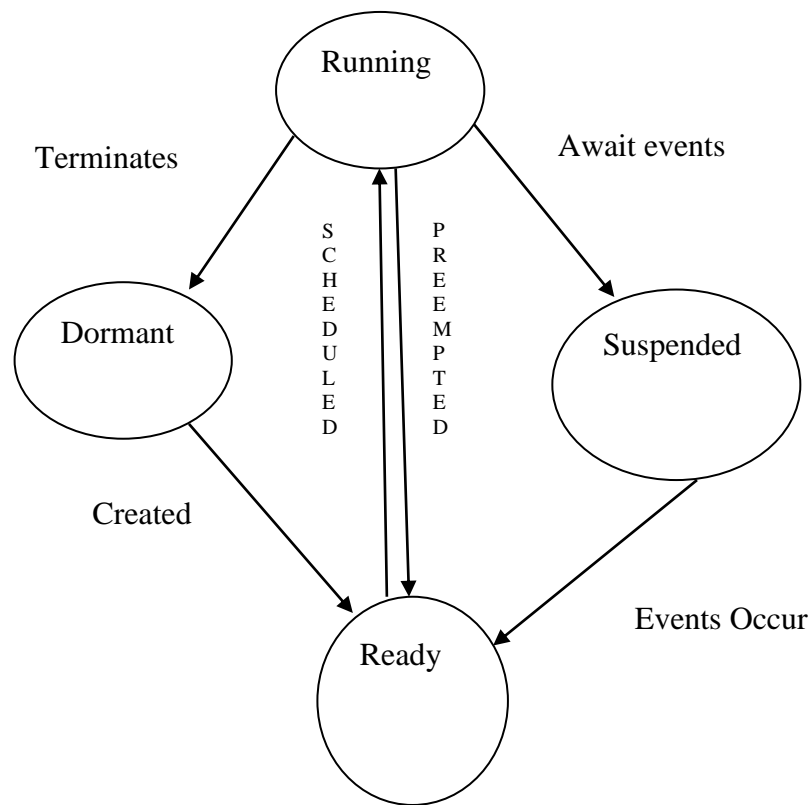 Running
Terminates
Await events
SCHEDULED
PREEMPTED
Dormant
Suspended
Created
Events Occur
Ready